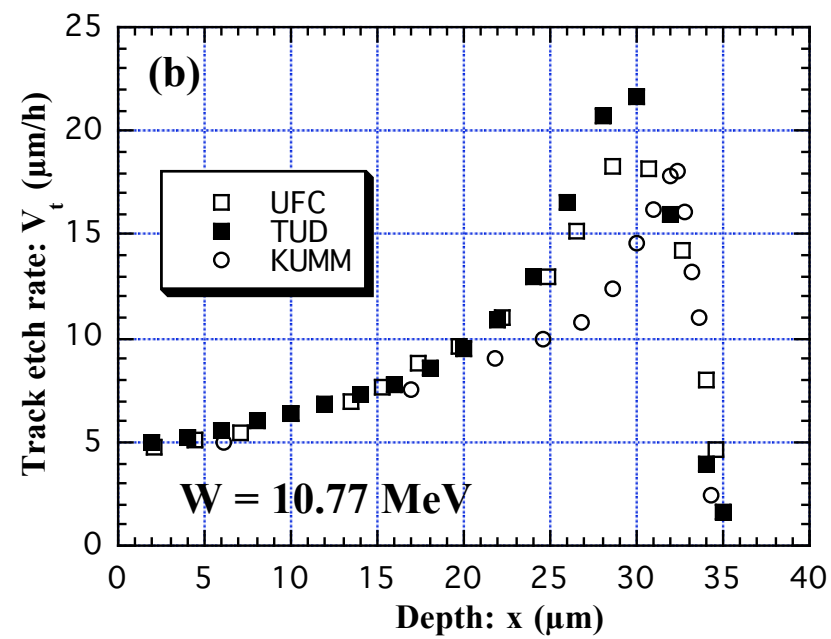 25
20
15
10
5
0
Track etch rate: V_t (µm/h)
(b)
UFC
TUD
KUMM
W = 10.77 MeV
0 5 10 15 20 25 30 35 40
Depth: x (µm)